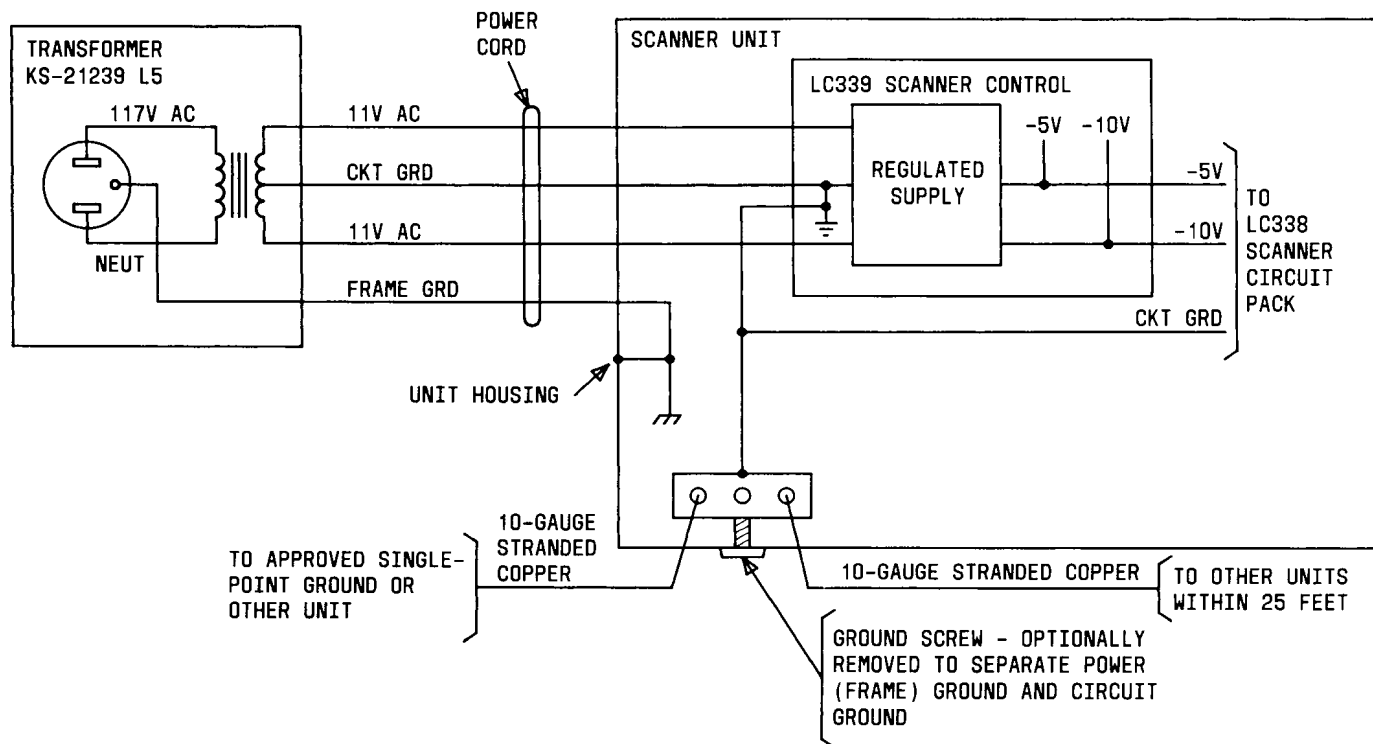 POWER
CORD
TRANSFORMER
KS-21239 L5
SCANNER UNIT
LC339 SCANNER CONTROL
117V AC
11V AC
-5V
-10V
CKT GRD
REGULATED
SUPPLY
-5V
11V AC
-10V
TO
LC338
SCANNER
CIRCUIT
PACK
NEUT
FRAME GRD
CKT GRD
UNIT HOUSING
10-GAUGE
STRANDED
COPPER
TO APPROVED SINGLE-
POINT GROUND OR
OTHER UNIT
10-GAUGE STRANDED COPPER
TO OTHER UNITS
WITHIN 25 FEET
GROUND SCREW - OPTIONALLY
REMOVED TO SEPARATE POWER
(FRAME) GROUND AND CIRCUIT
GROUND